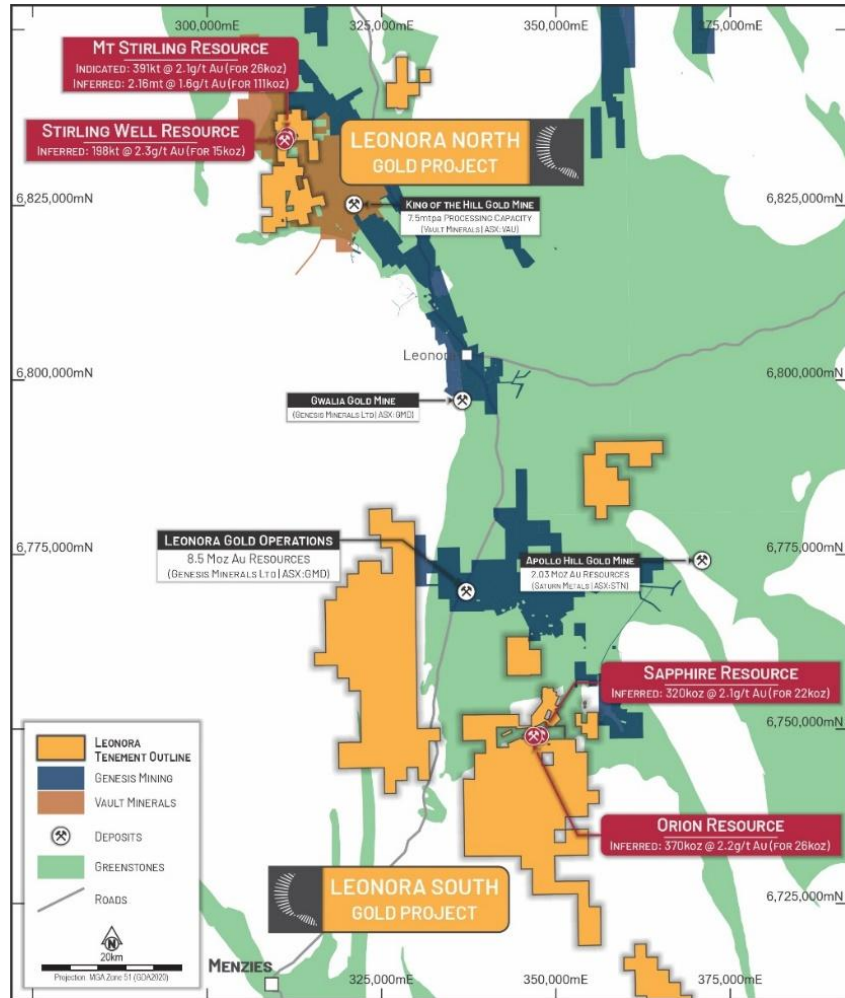 300,000mE
325,000mE
350,000mE
375,000mE
MT STIRLING RESOURCE
INDICATED: 391kt @ 2.1g/t Au (FOR 26koz)
INFERRED: 2.16mt @ 1.6g/t Au (FOR 111koz)
STIRLING WELL RESOURCE
INFERRED: 198kt @ 2.3g/t Au (FOR 15koz)
LEONORA NORTH
GOLD PROJECT
6,825,000mN
6,825,000mN
KING OF THE HILL GOLD MINE
7.5mtpa PROCESSING CAPACITY
(VAULT MINERALS | ASX:VAU)
Leonora
6,800,000mN
6,800,000mN
GWALIA GOLD MINE
(GENESIS MINERALS LTD | ASX:GMD)
LEONORA GOLD OPERATIONS
8.5 Moz AU RESOURCES
(GENESIS MINERALS LTD | ASX:GMD)
6,775,000mN
6,775,000mN
APOLLO HILL GOLD MINE
2.03 Moz AU RESOURCES
(SATURN METALS | ASX:STN)
SAPPHIRE RESOURCE
INFERRED: 320koz @ 2.1g/t Au (FOR 22koz)
6,750,000mN
ORION RESOURCE
INFERRED: 370koz @ 2.2g/t Au (FOR 26koz)
LEONORA
TENEMENT OUTLINE
GENESIS MINING
VAULT MINERALS
DEPOSITS
GREENSTONES
ROADS
N
20km
Projection: MGA Zone 51 (GDA2020)
LEONORA SOUTH
GOLD PROJECT
6,725,000mN
MENZIES
325,000mE
350,000mE
375,000mE